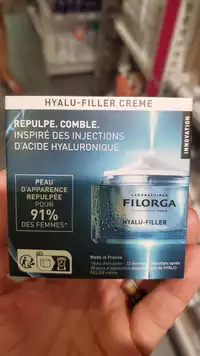 HYALU-FILLER CREME
REPULPE. COMBLE.
INSPIRÉ DES INJECTIONS
D'ACIDE HYALURONIQUE
INNOVATION
PEAU
D'APPARENCE
REPULPÉE
POUR
91%
DES FEMMES*
LABORATOIRES
FILORGA
PARIS
HYALU-FILLER
Made in France